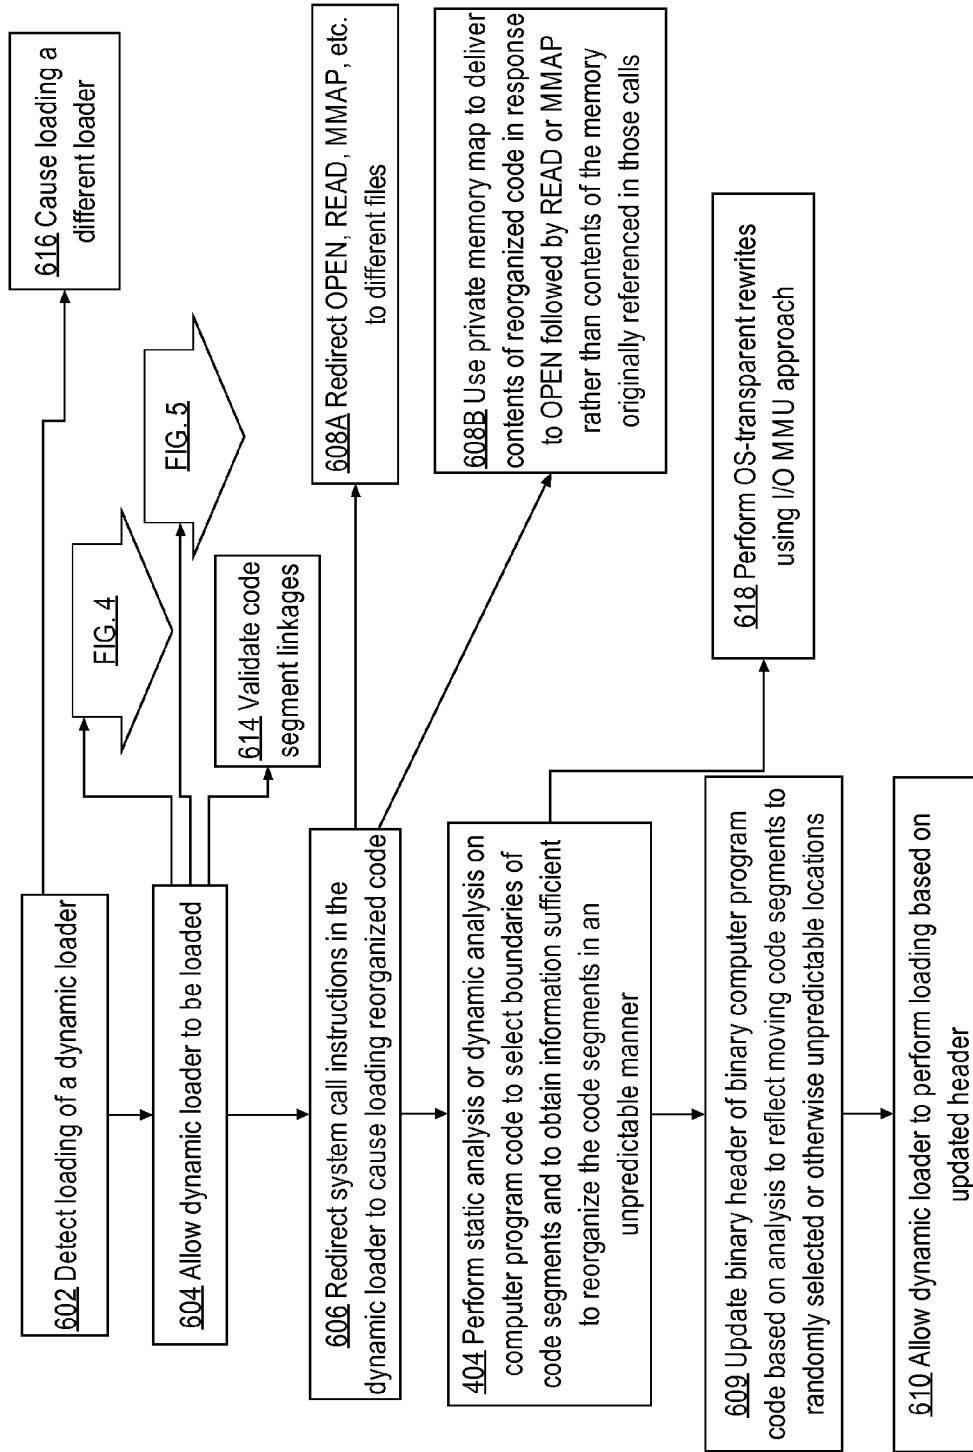 602 Detect loading of a dynamic loader
604 Allow dynamic loader to be loaded
606 Redirect system call instructions in the
dynamic loader to cause loading reorganized code
404 Perform static analysis or dynamic analysis on
computer program code to select boundaries of
code segments and to obtain information sufficient
to reorganize the code segments in an
unpredictable manner
609 Update binary header of binary computer program
code based on analysis to reflect moving code segments to
randomly selected or otherwise unpredictable locations
610 Allow dynamic loader to perform loading based on
updated header
616 Cause loading a
different loader
FIG. 4
FIG. 5
614 Validate code
segment linkages
608A Redirect OPEN, READ, MMAP, etc.
to different files
608B Use private memory map to deliver
contents of reorganized code in response
to OPEN followed by READ or MMAP
rather than contents of the memory
originally referenced in those calls
618 Perform OS-transparent rewrites
using I/O MMU approach